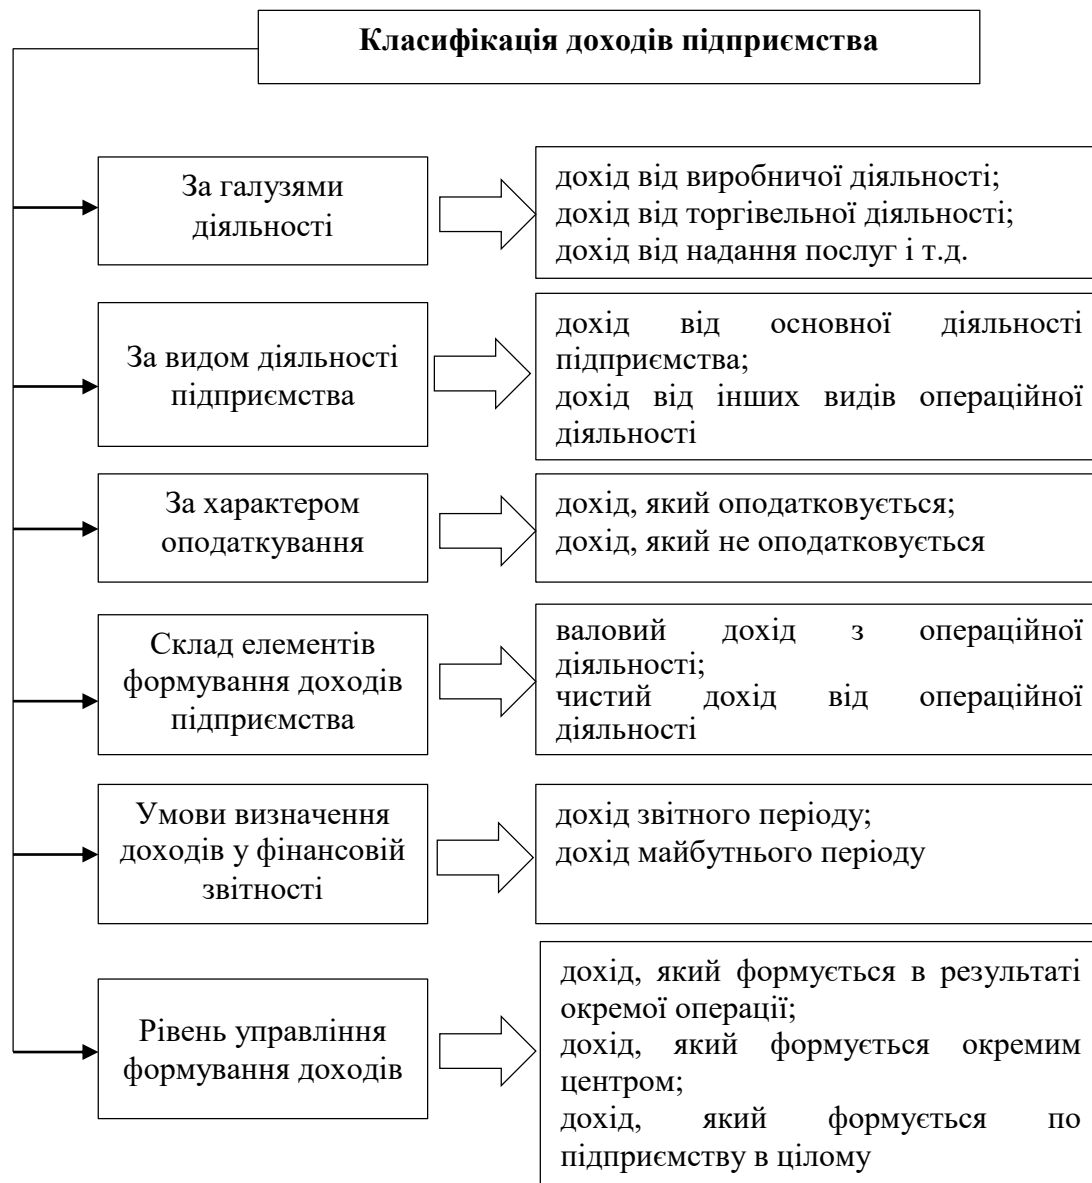 Класифікація доходів підприємства
За галузями
діяльності
дохід від виробничої діяльності;
дохід від торгівельної діяльності;
дохід від надання послуг і т.д.
За видом діяльності
підприємства
дохід від основної діяльності
підприємства;
дохід від інших видів операційної
діяльності
За характером
оподаткування
дохід, який оподатковується;
дохід, який не оподатковується
Склад елементів
формування доходів
підприємства
валовий дохід з операційної
діяльності;
чистий дохід від операційної
діяльності
Умови визначення
доходів у фінансовій
звітності
дохід звітного періоду;
дохід майбутнього періоду
Рівень управління
формування доходів
дохід, який формується в результаті
окремої операції;
дохід, який формується окремим
центром;
дохід, який формується по
підприємству в цілому